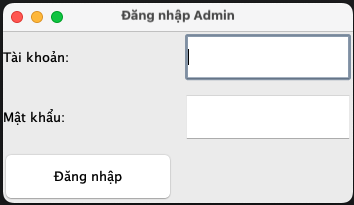 Đăng nhập Admin
Tài khoản:
Mật khẩu:
Đăng nhập